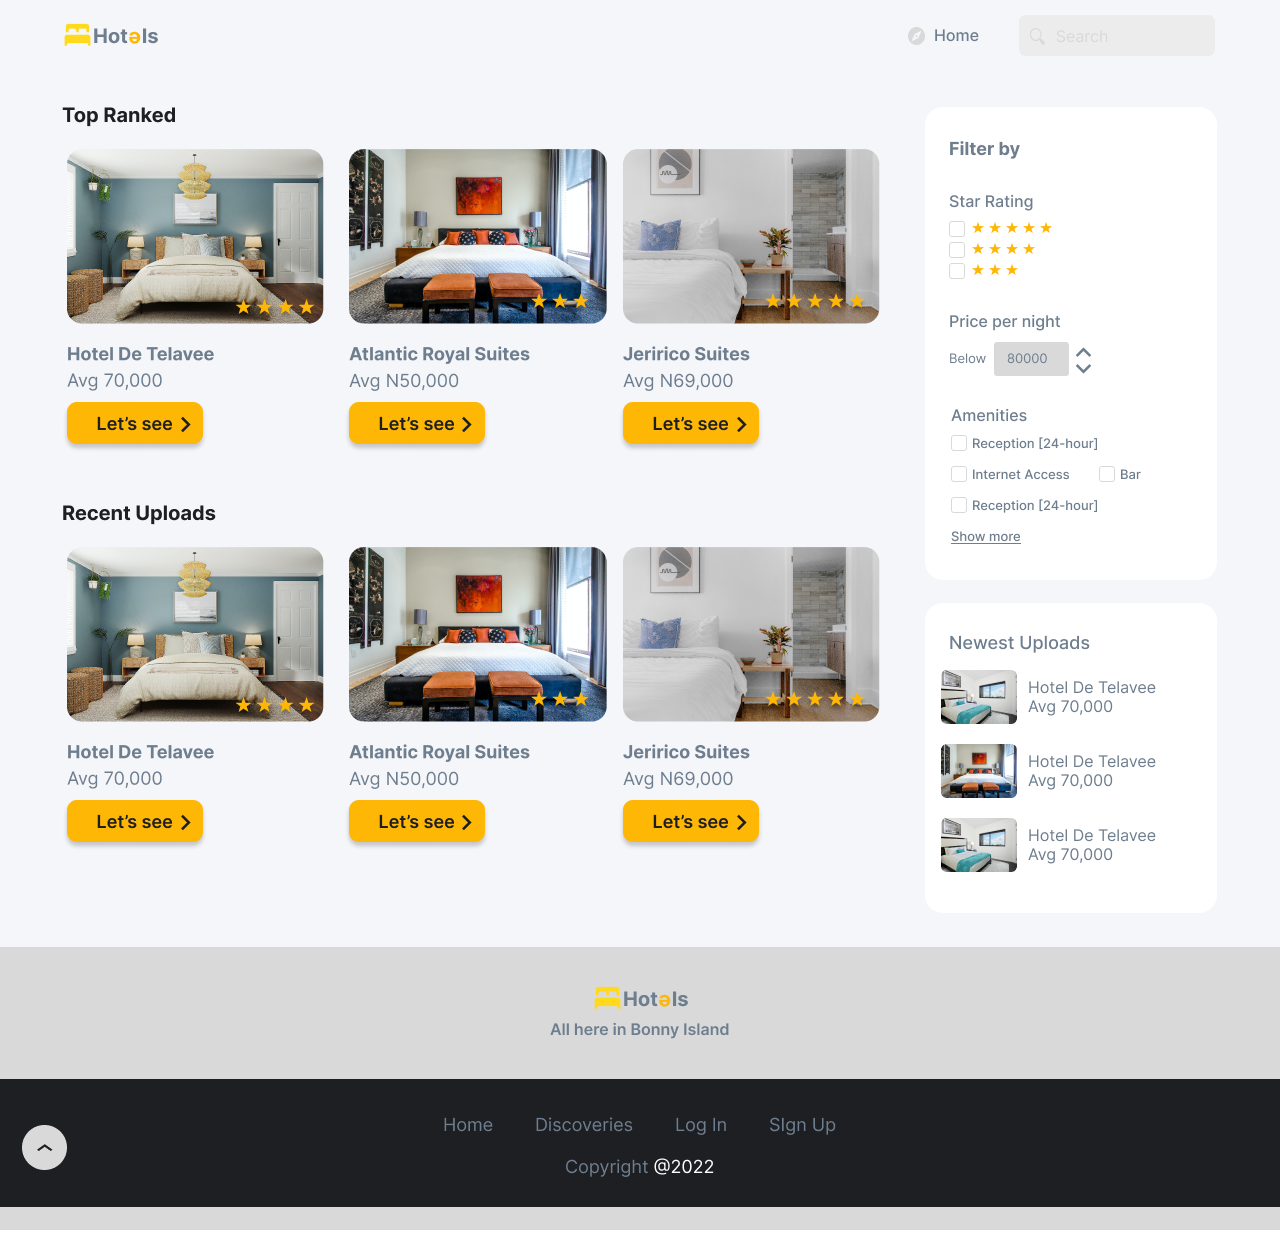 Hotəls
Home
Search
Top Ranked
Hotel De Telavee
Avg 70,000
Let’s see
Atlantic Royal Suites
Avg N50,000
Let’s see
Jeririco Suites
Avg N69,000
Let’s see
Recent Uploads
Hotel De Telavee
Avg 70,000
Let’s see
Atlantic Royal Suites
Avg N50,000
Let’s see
Jeririco Suites
Avg N69,000
Let’s see
Filter by
Star Rating
Price per night
Below 80000
Amenities
Reception [24-hour]
Internet Access Bar
Reception [24-hour]
Show more
Newest Uploads
Hotel De Telavee
Avg 70,000
Hotel De Telavee
Avg 70,000
Hotel De Telavee
Avg 70,000
Hotəls
All here in Bonny Island
Home Discoveries Log In SIgn Up
Copyright @2022